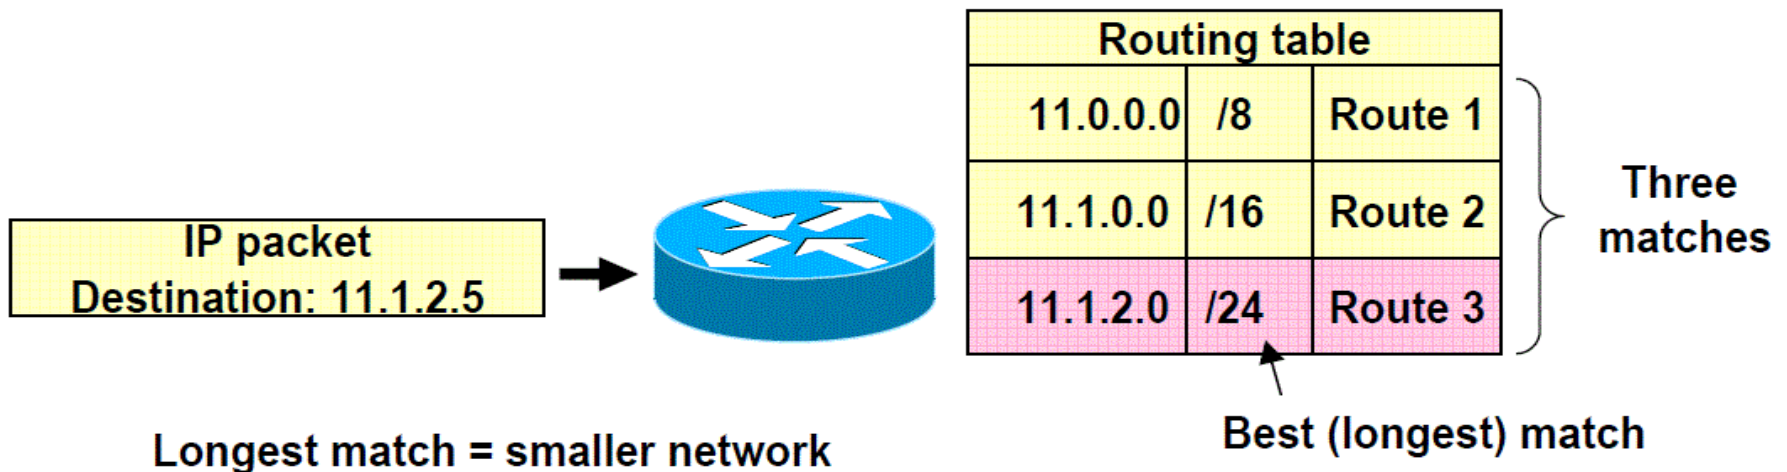 Routing table
11.0.0.0 /8 Route 1
11.1.0.0 /16 Route 2
11.1.2.0 /24 Route 3
Three
matches
IP packet
Destination: 11.1.2.5
Best (longest) match
Longest match = smaller network